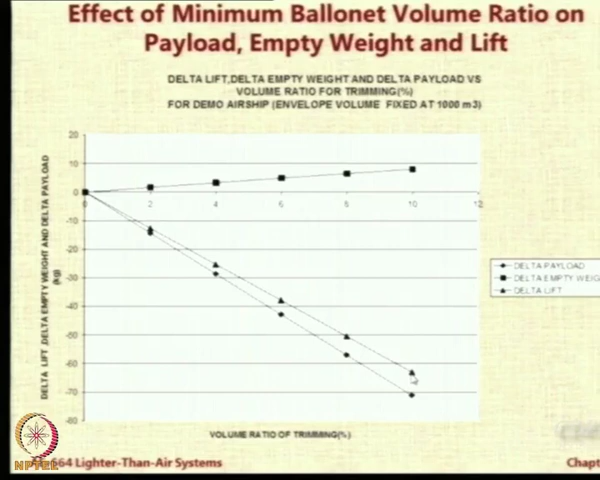 Effect of Minimum Ballonet Volume Ratio on
Payload, Empty Weight and Lift
DELTA LIFT,DELTA EMPTY WEIGHT AND DELTA PAYLOAD VS
VOLUME RATIO FOR TRIMMING(%)
FOR DEMO AIRSHIP (ENVELOPE VOLUME FIXED AT 1000 m3)
DELTA LIFT ,DELTA EMPTY WEIGHT AND DELTA PAYLOAD
(kg)
20
10
0
-10
-20
-30
-40
-50
-60
-70
-80
0 2 4 6 8 10 12
DELTA PAYLOAD
DELTA EMPTY WEIG
DELTA LIFT
VOLUME RATIO OF TRIMMING(%)
NPTEL
664 Lighter-Than-Air Systems
Chapt